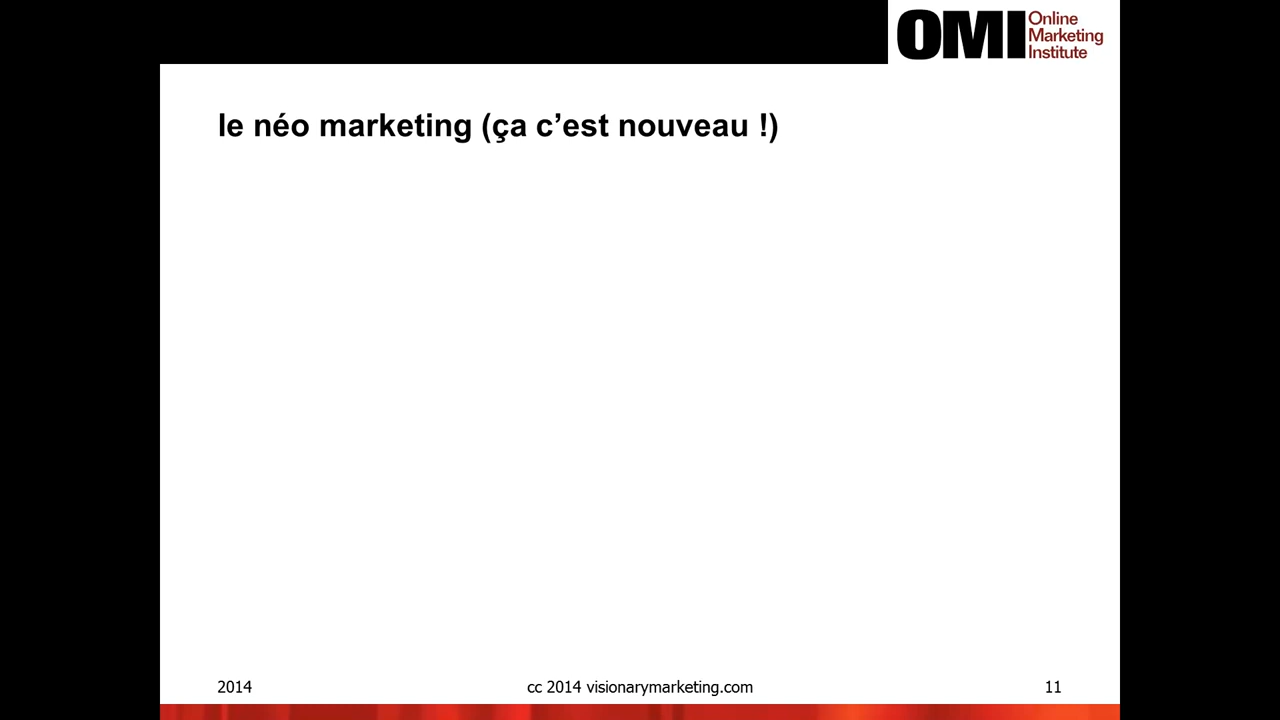 OMI
Online
Marketing
Institute
le néo marketing (ça c’est nouveau !)
2014
cc 2014 visionarymarketing.com
11